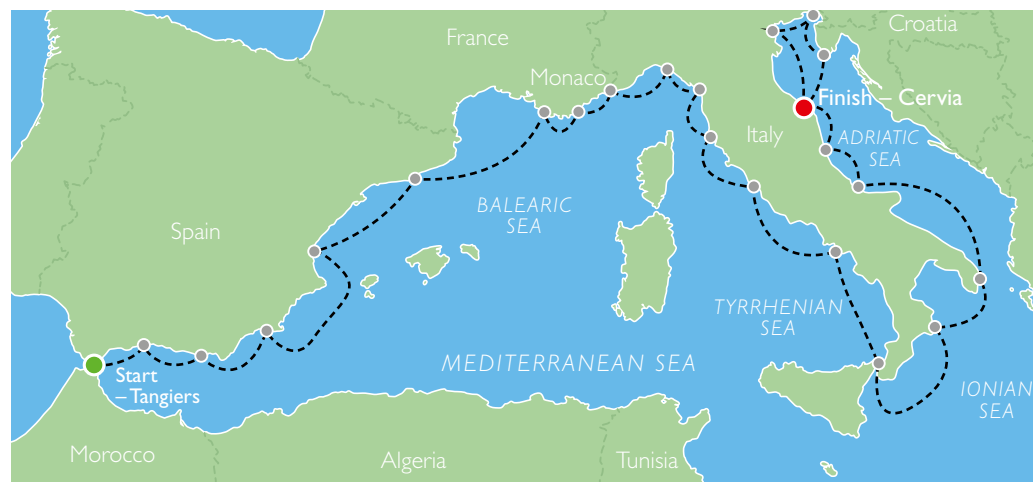 France
Croatia
Monaco
Finish – Cervia
Italy
ADRIATIC
SEA
BALEARIC
SEA
Spain
TYRRHENIAN
SEA
MEDITERRANEAN SEA
Start
– Tangiers
IONIAN
SEA
Morocco
Algeria
Tunisia